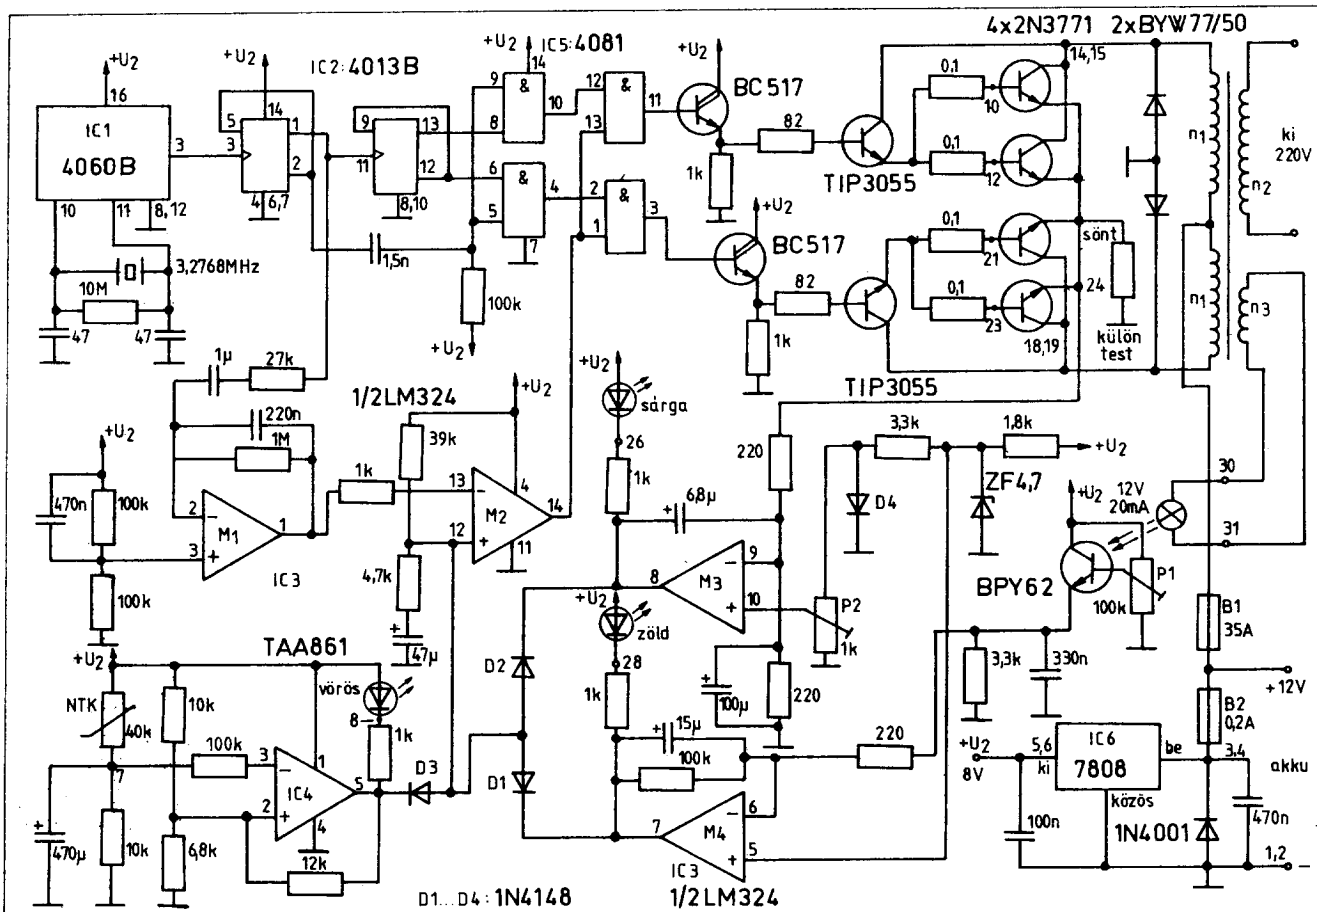 4x2N3771 2xBYW77/50
+U2 IC5:4081 +U2 14,15
+U2 IC2:4013B +U2 14
16 9 & 12 & BC517 0,1 10
IC1 5 14 1 9 13 10 11 n1 ki
4060B 3 3 2 11 12 8 13 82 220V
0,1
10 11 8,12 4 6,7 8,10 6 & 4 2 & 1k TIP3055 12 n2
5 3 +U2 0,1
1,5n 7 1 BC517 sönt
3,2768MHz 21
10M 100k 82 0,1 24 n1 n3
47 47 23 külön
+U2 1k 18,19 test
1µ 27k +U2
1/2LM324 +U2 sárga TIP3055
220n 3,3k 1,8k
+U2 1M 39k 26 220 +U2
1k 1k 30
470n 100k 13 4 6,8µ D4 ZF4,7 12V
2 M1 1 M2 14 +U2 20mA
3 12 11 9 31
IC3 8 M3 10 P2 BPY62 P1
100k 4,7k +U2 1k 100k B1
TAA861 zöld 35A
+U2 47µ 28 3,3k 330n
vörös D2 1k 220 +12V
NTK 10k 8 100µ B2
40k 1k 15µ 0,2A
100k 100k 220 +U2 5,6 IC6 be 3,4
7 3 1 D3 D1 8V ki 7808 akku
IC4 5 6 közös
2 4 7 M4 100n 470n
470µ 10k 6,8k 5 1N4001
12k IC3 1,2
D1...D4: 1N4148 1/2LM324